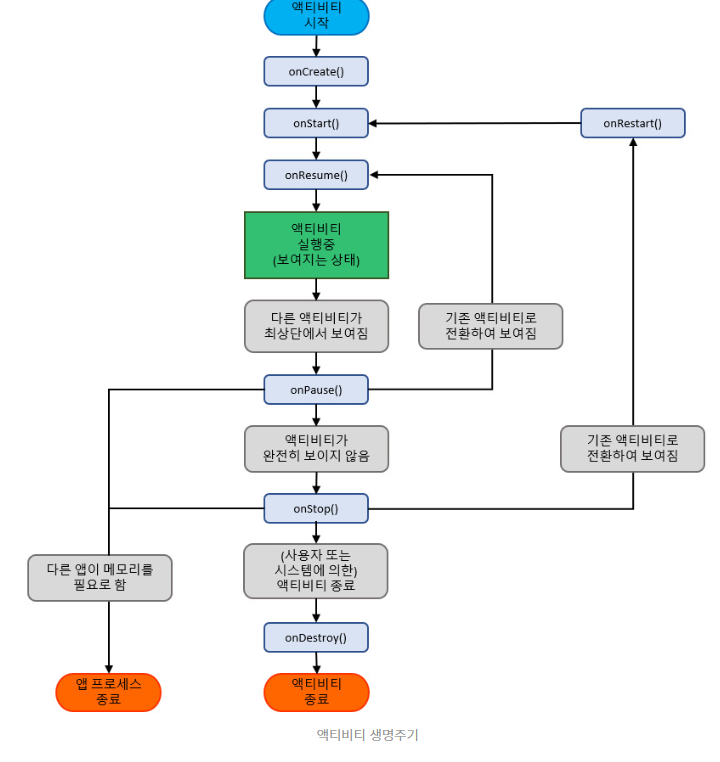 액티비티
시작
onCreate()
onStart()
onRestart()
onResume()
액티비티
실행중
(보여지는 상태)
다른 액티비티가
최상단에서 보여짐
기존 액티비티로
전환하여 보여짐
onPause()
액티비티가
완전히 보이지 않음
기존 액티비티로
전환하여 보여짐
onStop()
다른 앱이 메모리를
필요로 함
(사용자 또는
시스템에 의한)
액티비티 종료
onDestroy()
앱 프로세스
종료
액티비티
종료
액티비티 생명주기